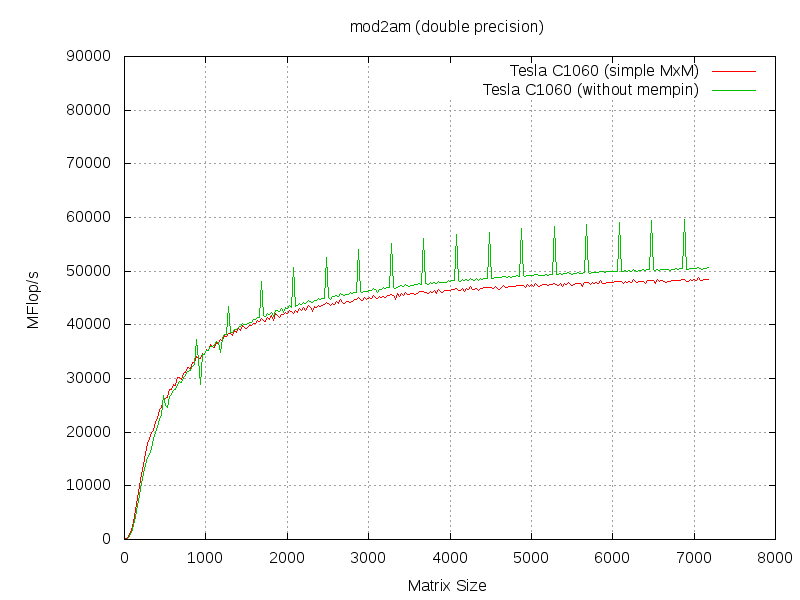 mod2am (double precision)
90000
80000
70000
60000
50000
40000
30000
20000
10000
0
MFlop/s
Tesla C1060 (simple MxM)
Tesla C1060 (without mempin)
0 1000 2000 3000 4000 5000 6000 7000 8000
Matrix Size